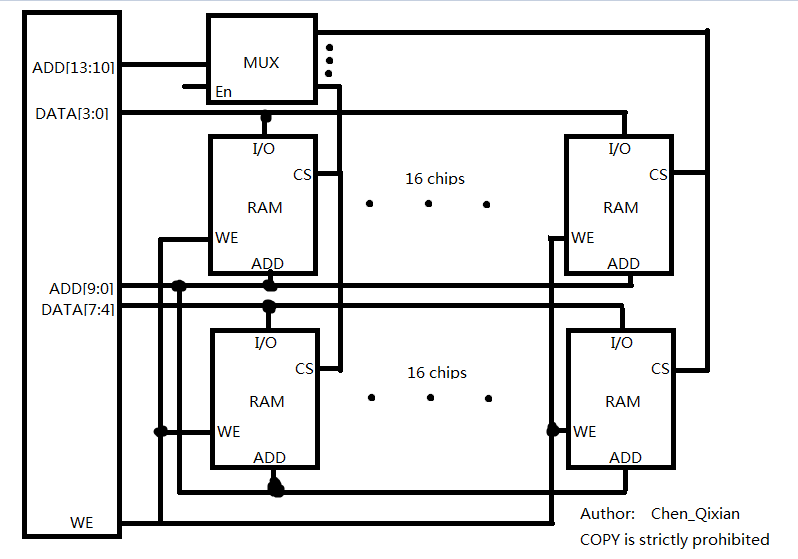 MUX
ADD[13:10]
En
DATA[3:0]
I/O
I/O
CS
16 chips
CS
RAM
RAM
WE
WE
ADD
ADD
ADD[9:0]
DATA[7:4]
I/O
I/O
CS
16 chips
CS
RAM
RAM
WE
WE
ADD
ADD
Author: Chen_Qixian
WE
COPY is strictly prohibited